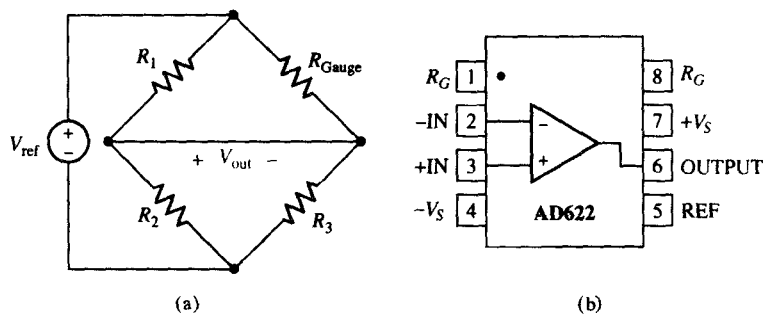 R1
RGauge
Vref
+
−
+ Vout −
R2
R3
(a)
RG 1
8 RG
−IN 2
−
7 +VS
+IN 3
+
6 OUTPUT
−VS 4
AD622
5 REF
(b)